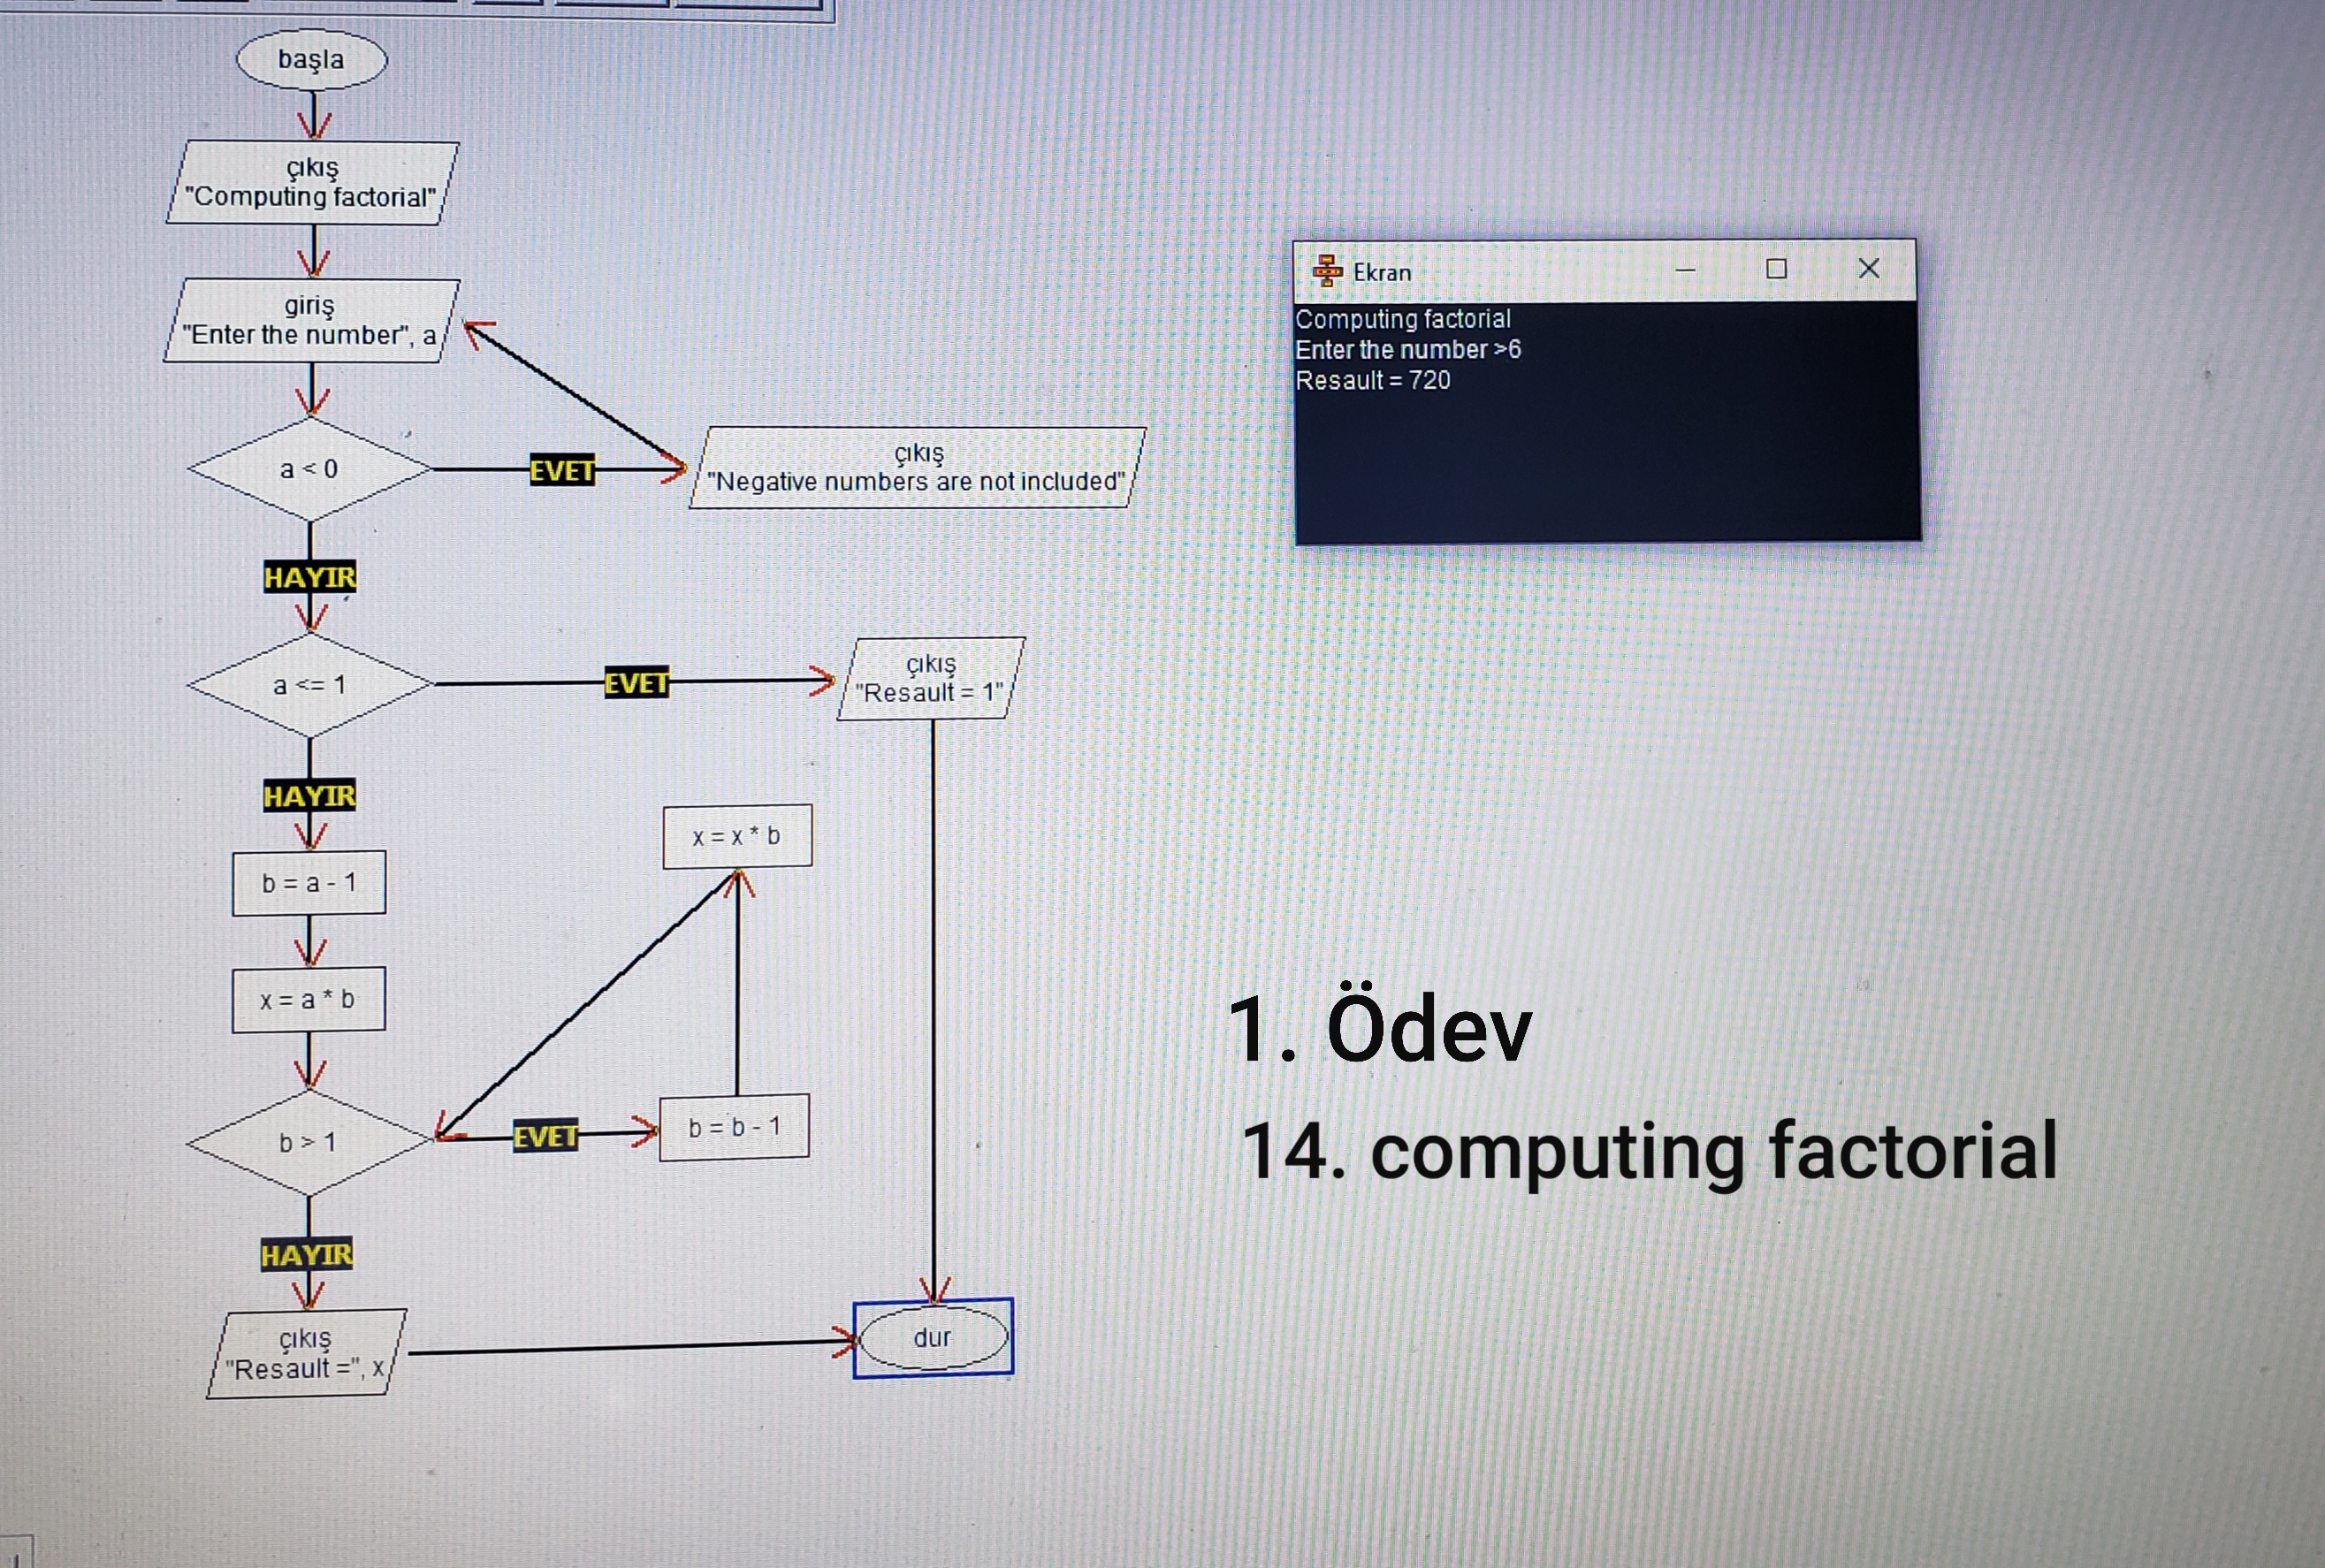 başla
çıkış
"Computing factorial"
giriş
"Enter the number", a
a < 0
EVET
çıkış
"Negative numbers are not included"
HAYIR
a <= 1
EVET
çıkış
"Resault = 1"
HAYIR
b = a - 1
x = a * b
x = x * b
b > 1
EVET
b = b - 1
HAYIR
çıkış
"Resault =", x
dur
Ekran
Computing factorial
Enter the number >6
Resault = 720
1. Ödev
14. computing factorial